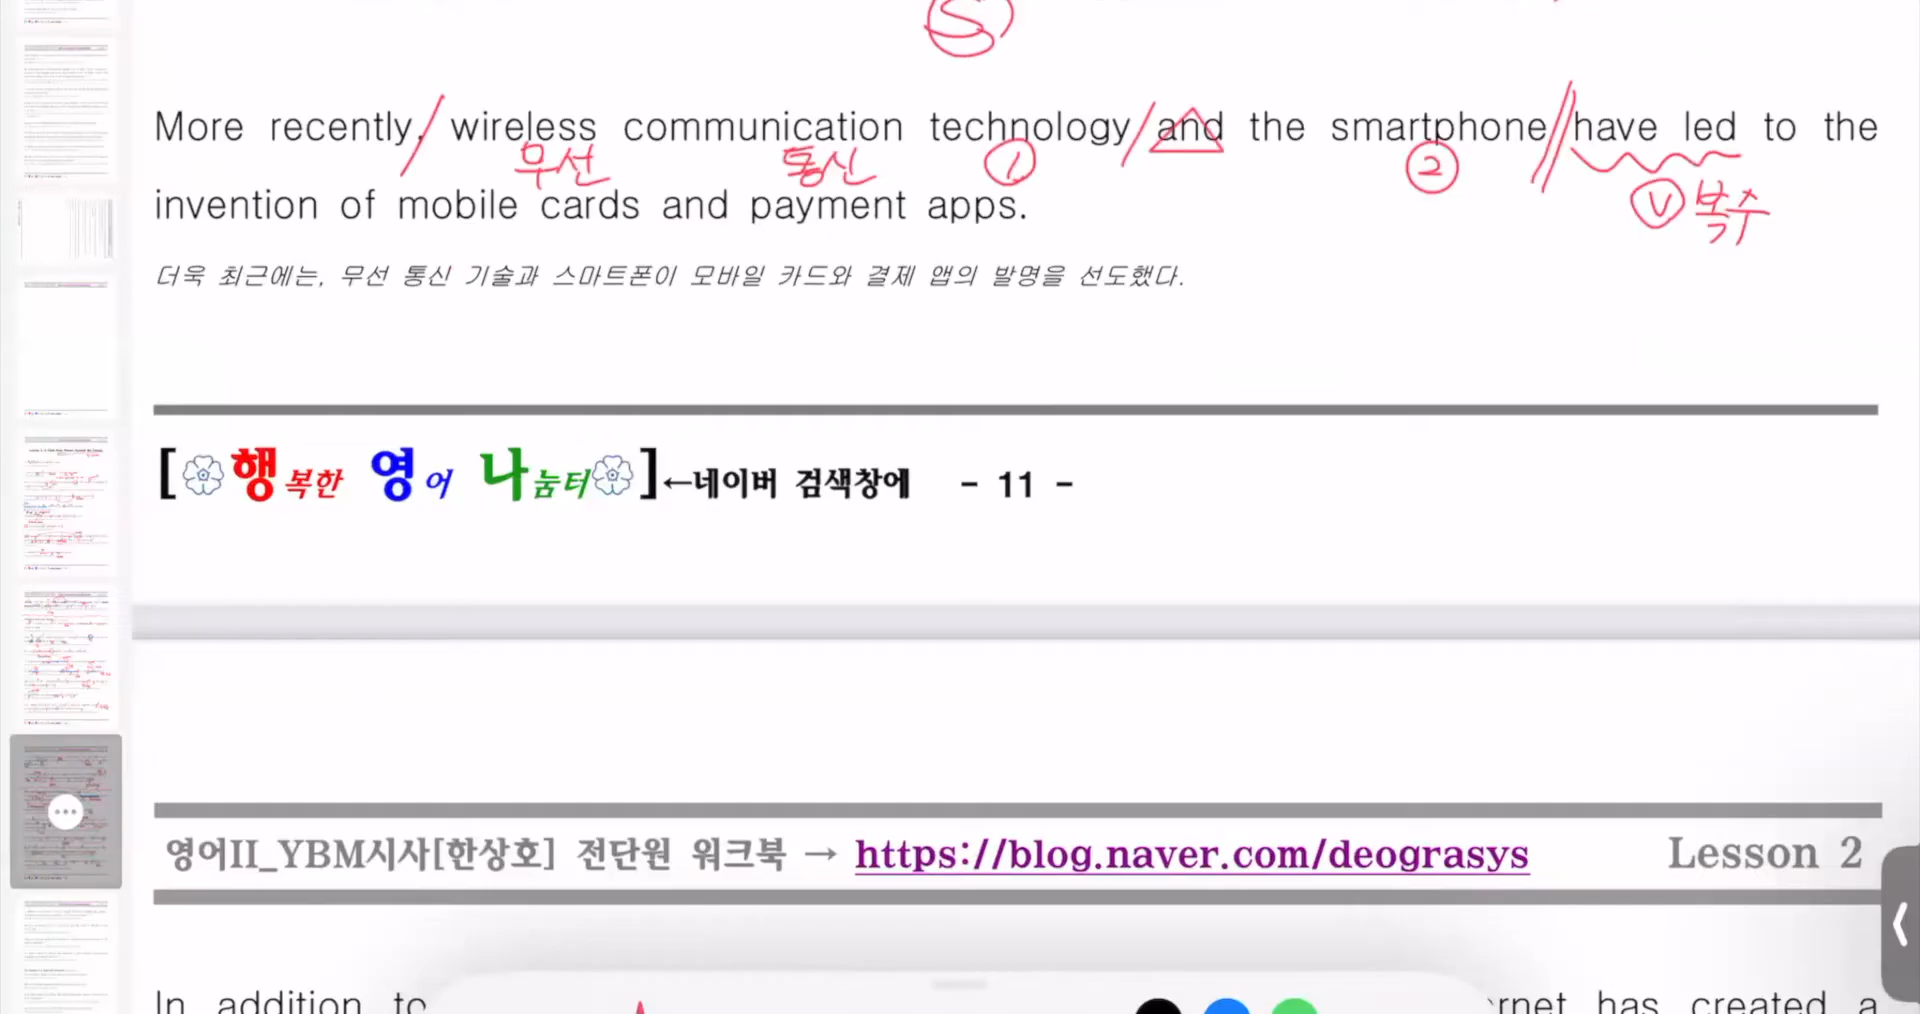 S
More recently, wireless communication technology and the smartphone have led to the
무선 통신 1 2
V 복수
invention of mobile cards and payment apps.
더욱 최근에는, 무선 통신 기술과 스마트폰이 모바일 카드와 결제 앱의 발명을 선도했다.
[행복한 영어 나눔터]←네이버 검색창에 - 11 -
영어II_YBM시사[한상호] 전단원 워크북 → https://blog.naver.com/deograsys Lesson 2
In addition to rnet has created a